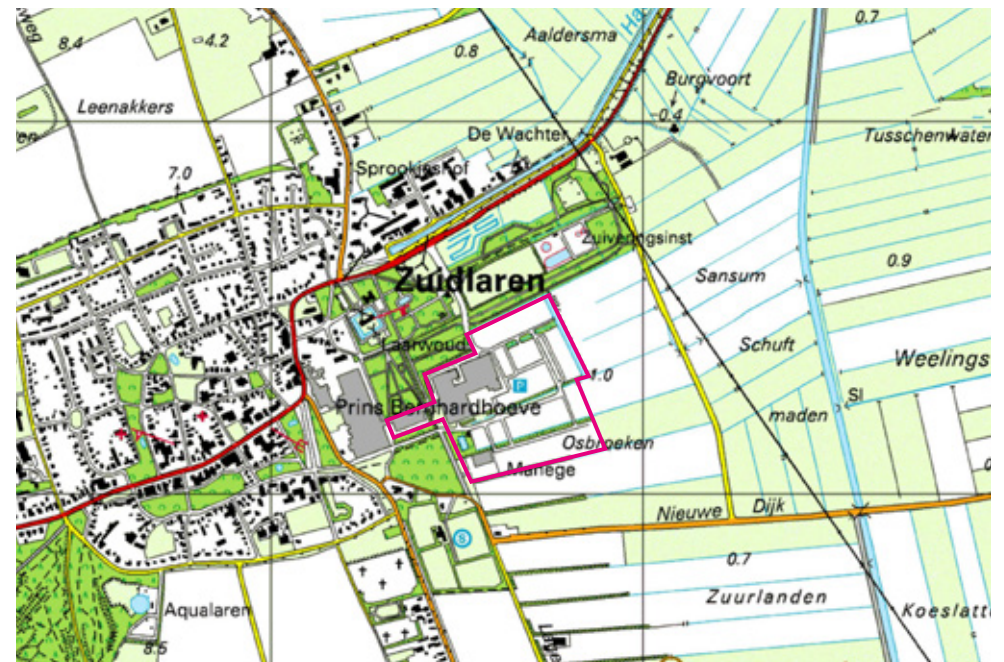 8.4
4.2
0.8
Aaldersma
0.7
Leenakkers
Burgvoort
-0.4
De Wachter
Tusschenwater
Sprookjeshof
7.0
Zuiveringsinst
0.9
Zuidlaren
Sansum
Laarwoud
Schuft
Weelings
1.0
P
Prins Bernhardhoeve
maden
Sl
Osbroeken
Manege
Nieuwe Dijk
S
0.7
Aqualaren
Zuurlanden
Koeslatt
8.5